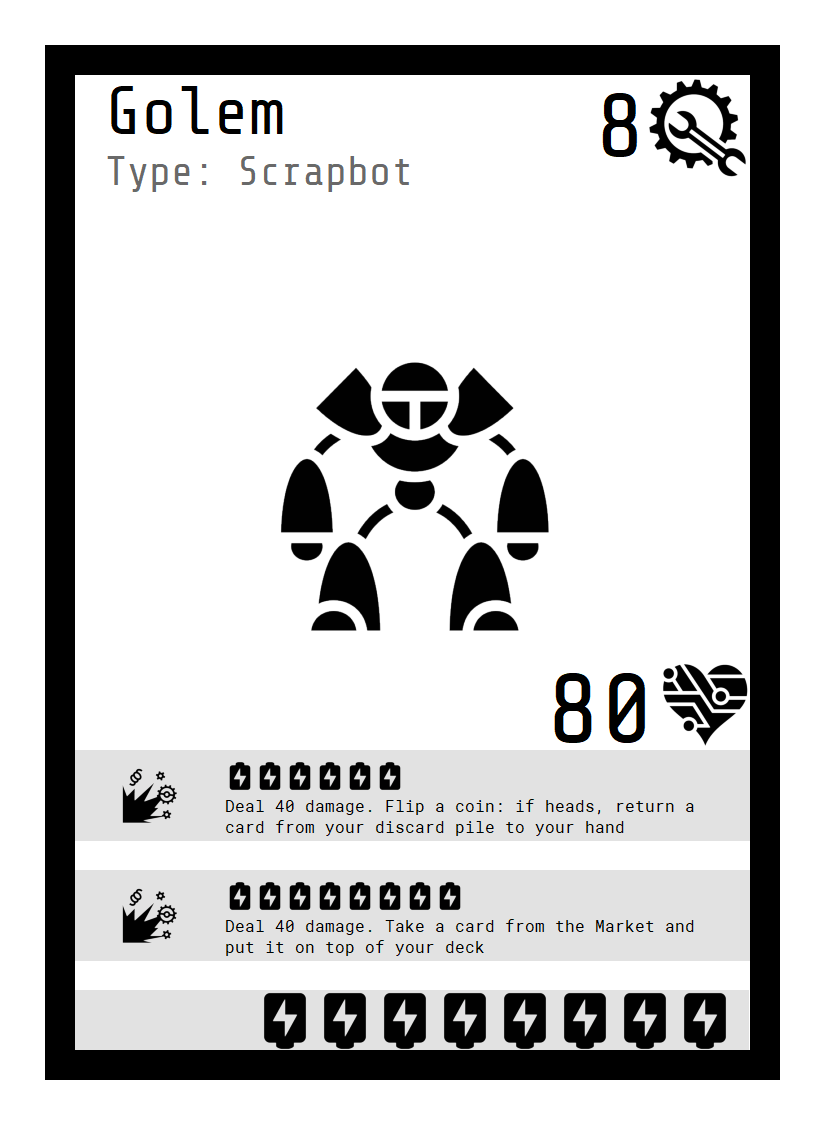 Golem
8
Type: Scrapbot
80
Deal 40 damage. Flip a coin: if heads, return a
card from your discard pile to your hand
Deal 40 damage. Take a card from the Market and
put it on top of your deck